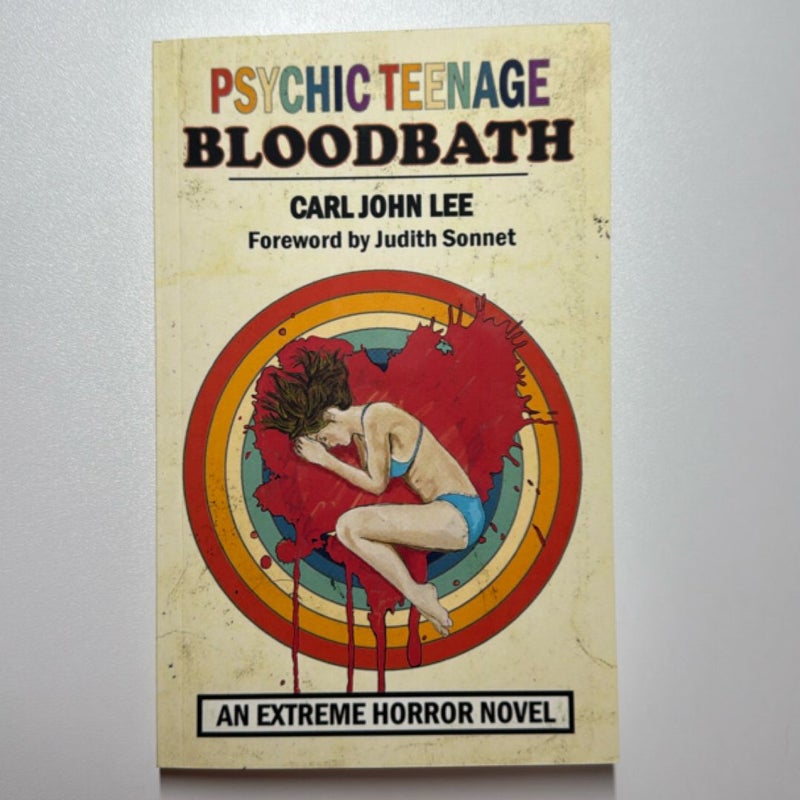 PSYCHIC TEENAGE
BLOODBATH
CARL JOHN LEE
Foreword by Judith Sonnet
AN EXTREME HORROR NOVEL